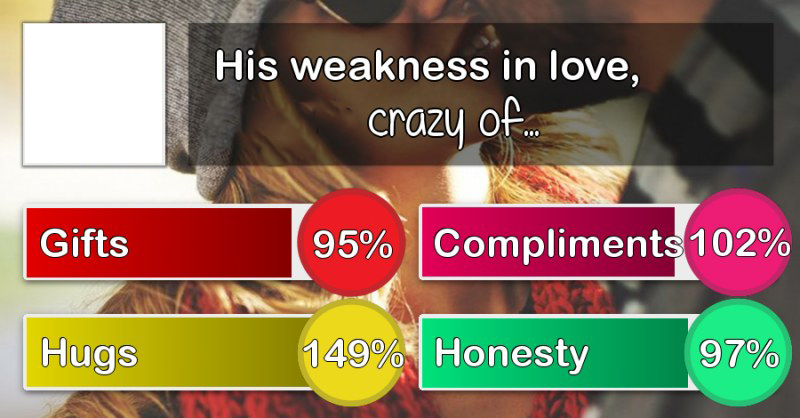 His weakness in love,
crazy of...
Gifts 95%
Compliments 102%
Hugs 149%
Honesty 97%